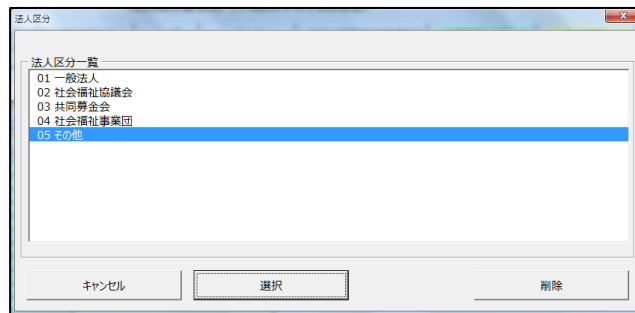 法人区分
法人区分一覧
01 一般法人
02 社会福祉協議会
03 共同募金会
04 社会福祉事業団
05 その他
キャンセル
選択
削除